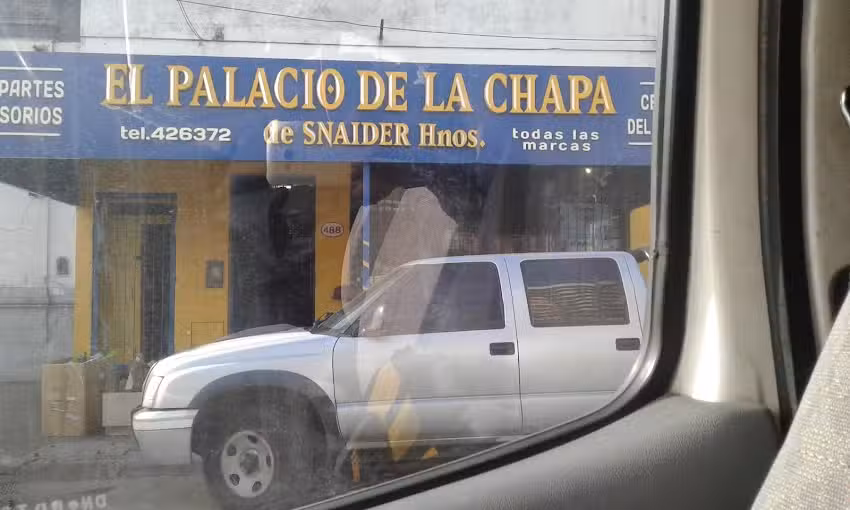 PARTES
SORIOS
EL PALACIO DE LA CHAPA
tel.426372
de SNAIDER Hnos.
todas las
marcas
CE
DEL
488